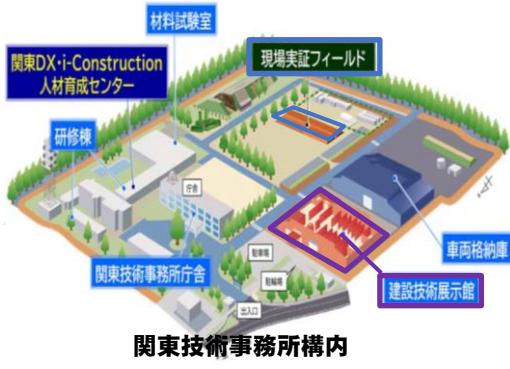 材料試験室
関東DX・i-Construction
人材育成センター
現場実証フィールド
研修棟
庁舎
車両格納庫
駐車場
関東技術事務所庁舎
駐輪場
建設技術展示館
出入口
関東技術事務所構内